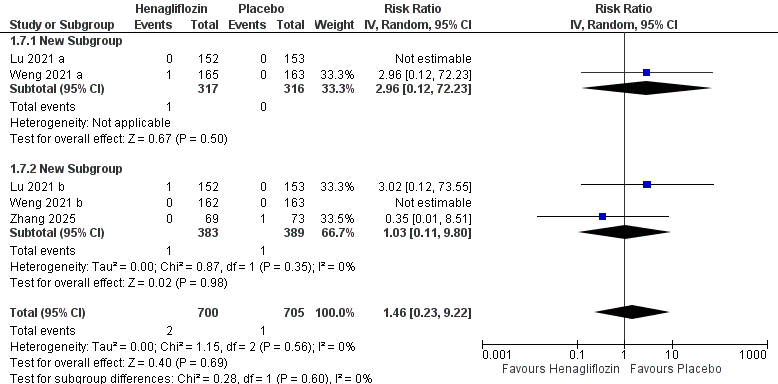 Henagliflozin Placebo Risk Ratio Risk Ratio
Study or Subgroup Events Total Events Total Weight IV, Random, 95% CI IV, Random, 95% CI
1.7.1 New Subgroup
Lu 2021 a 0 152 0 153 Not estimable
Weng 2021 a 1 165 0 163 33.3% 2.96 [0.12, 72.23]
Subtotal (95% CI) 317 316 33.3% 2.96 [0.12, 72.23]
Total events 1 0
Heterogeneity: Not applicable
Test for overall effect: Z = 0.67 (P = 0.50)
1.7.2 New Subgroup
Lu 2021 b 1 152 0 153 33.3% 3.02 [0.12, 73.55]
Weng 2021 b 0 162 0 163 Not estimable
Zhang 2025 0 69 1 73 33.5% 0.35 [0.01, 8.51]
Subtotal (95% CI) 383 389 66.7% 1.03 [0.11, 9.80]
Total events 1 1
Heterogeneity: Tau² = 0.00; Chi² = 0.87, df = 1 (P = 0.35); I² = 0%
Test for overall effect: Z = 0.02 (P = 0.98)
Total (95% CI) 700 705 100.0% 1.46 [0.23, 9.22]
Total events 2 1
Heterogeneity: Tau² = 0.00; Chi² = 1.15, df = 2 (P = 0.56); I² = 0%
Test for overall effect: Z = 0.40 (P = 0.69)
Test for subgroup differences: Chi² = 0.28, df = 1 (P = 0.60), I² = 0%
0.001 0.1 1 10 1000
Favours Henagliflozin Favours Placebo